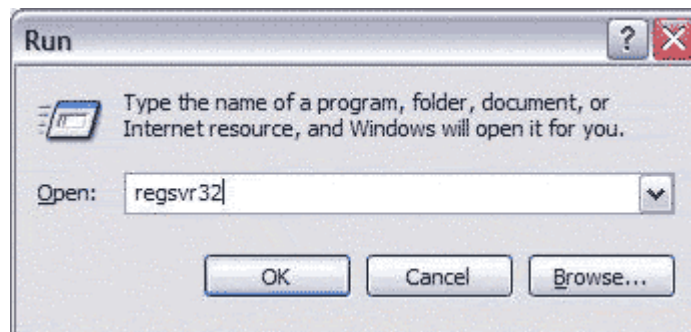 Run
Type the name of a program, folder, document, or
Internet resource, and Windows will open it for you.
Open: regsvr32
OK Cancel Browse...